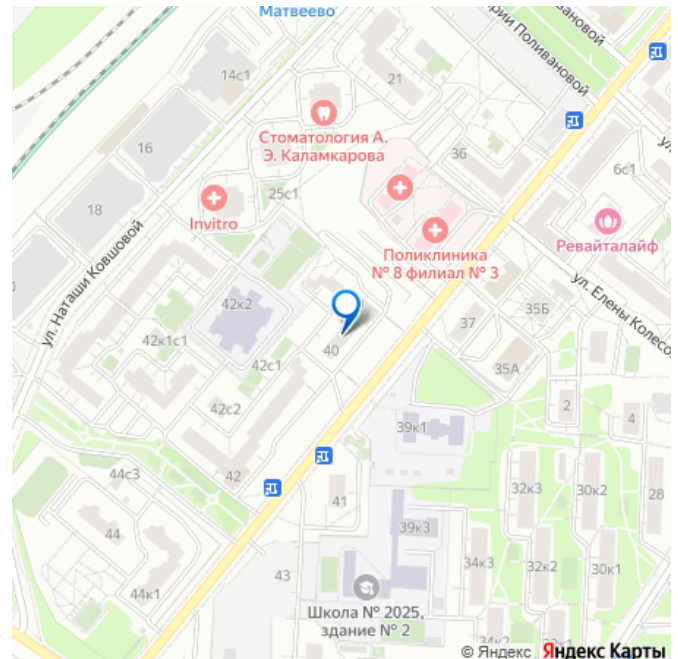 Матвеево
рии Поливановой
14с1
21
Стоматология А.
Э. Каламкарова
16
36
6с1
25с1
18
Invitro
Поликлиника
№ 8 филиал № 3
Ревайталайф
ул. Наташи Ковшовой
42к2
35Б
ул. Елены Колесо
37
42к1с1
40
42с1
35А
42с2
2
4
39к1
44с3
42
32к3
30к2
28
41
39к3
44
34к3
32к2
30к1
44к1
43
Школа № 2025,
здание № 2
34к2
© Яндекс Яндекс Карты